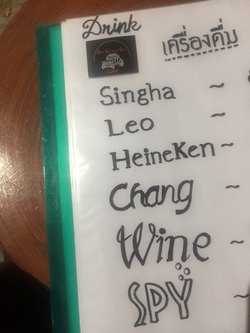 Drink
เครื่องดื่ม
Singha ~
Leo ~
HeineKen ~
Chang ~
Wine ~
SPY ~